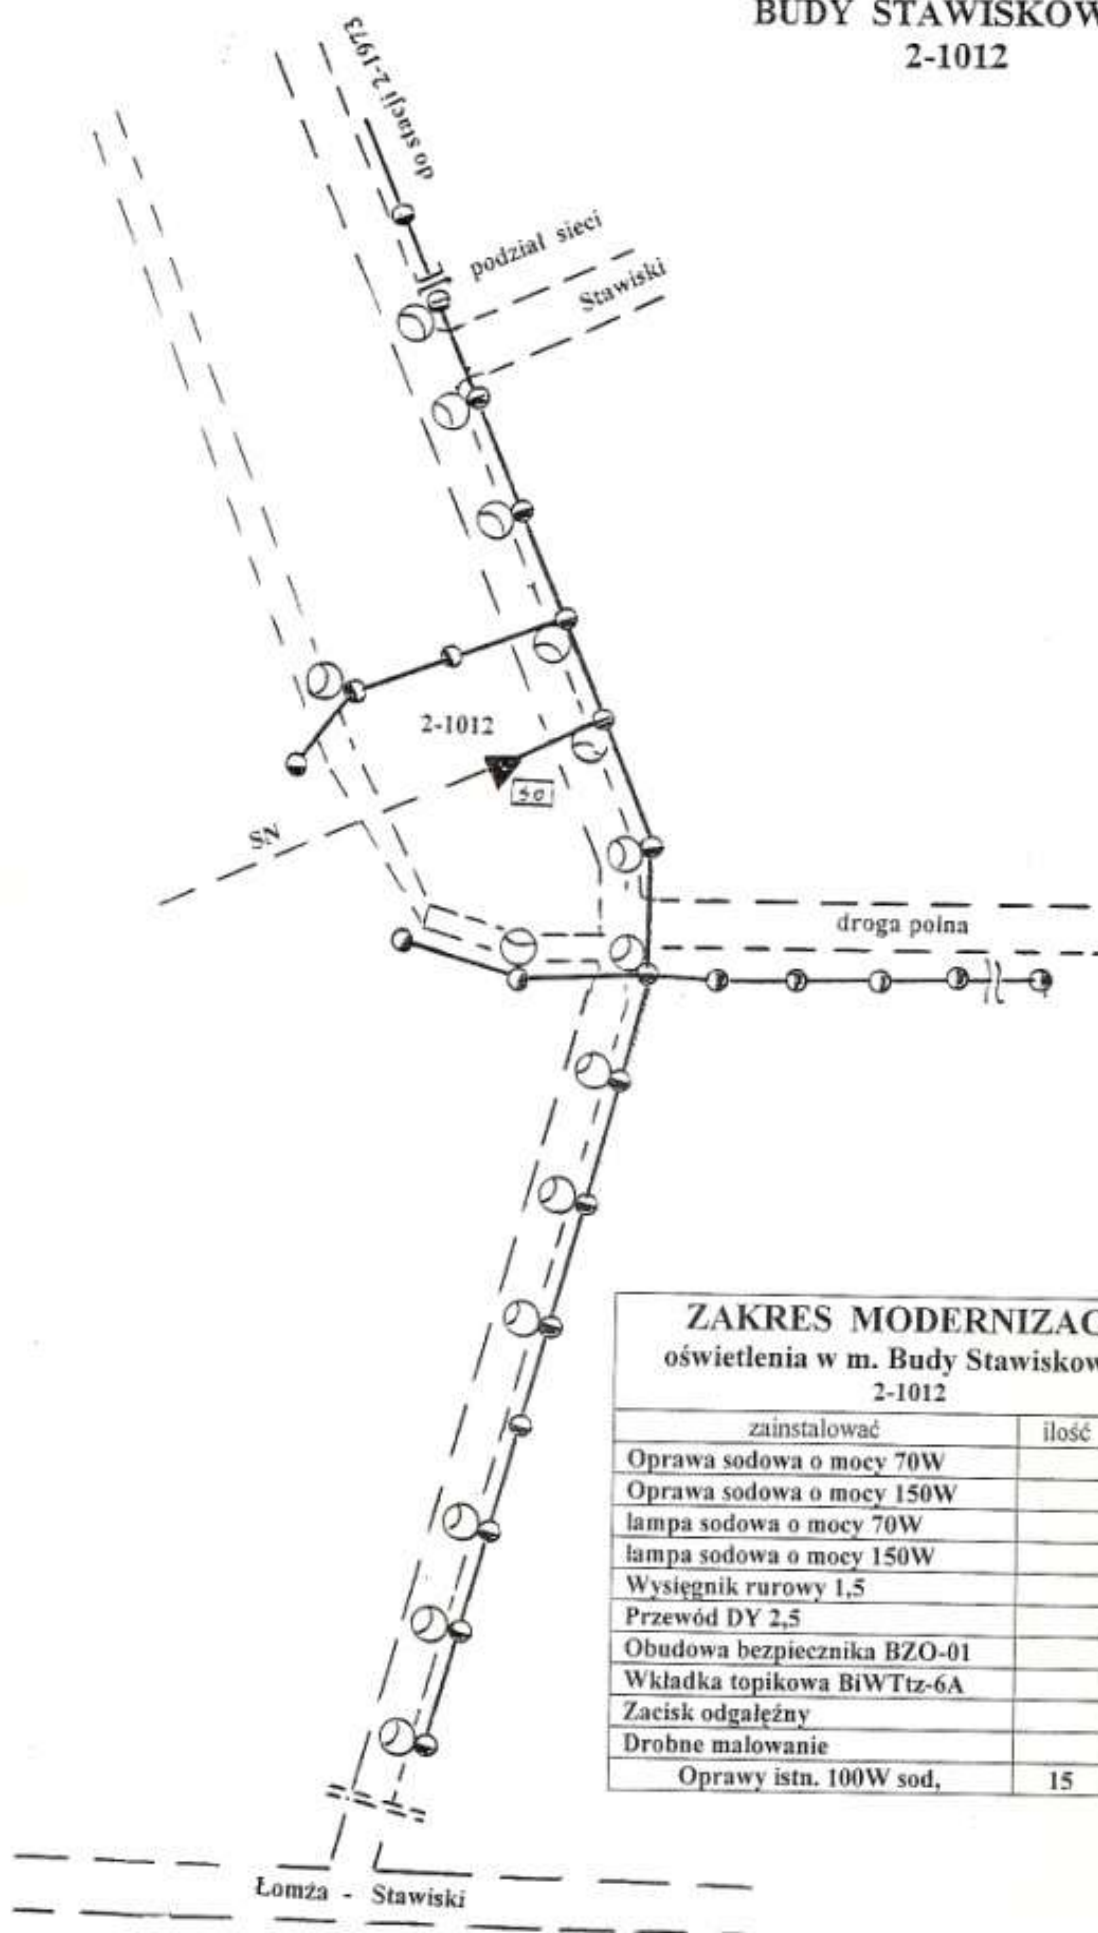 BUDY STAWISKOW
2-1012
do stacji 2-1973
podział sieci
Stawiski
2-1012
SN
droga polna
ZAKRES MODERNIZAC
oświetlenia w m. Budy Stawiskow
2-1012
zainstalować ilość
Oprawa sodowa o mocy 70W
Oprawa sodowa o mocy 150W
lampa sodowa o mocy 70W
lampa sodowa o mocy 150W
Wysięgnik rurowy 1,5
Przewód DY 2,5
Obudowa bezpiecznika BZO-01
Wkładka topikowa BiWTtz-6A
Zacisk odgałęźny
Drobne malowanie
Oprawy istn. 100W sod, 15
Łomża - Stawiski